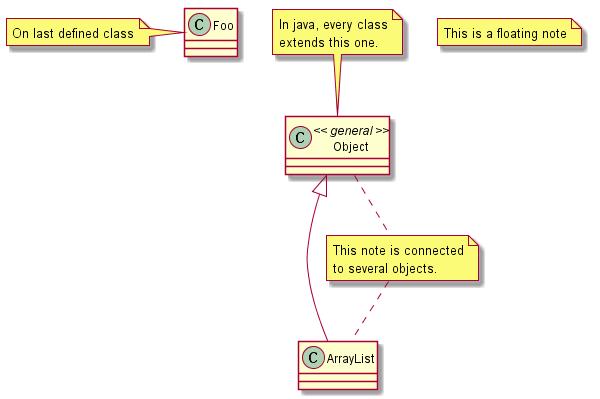 On last defined class
C Foo
In java, every class
extends this one.
This is a floating note
C << general >>
Object
This note is connected
to several objects.
C ArrayList